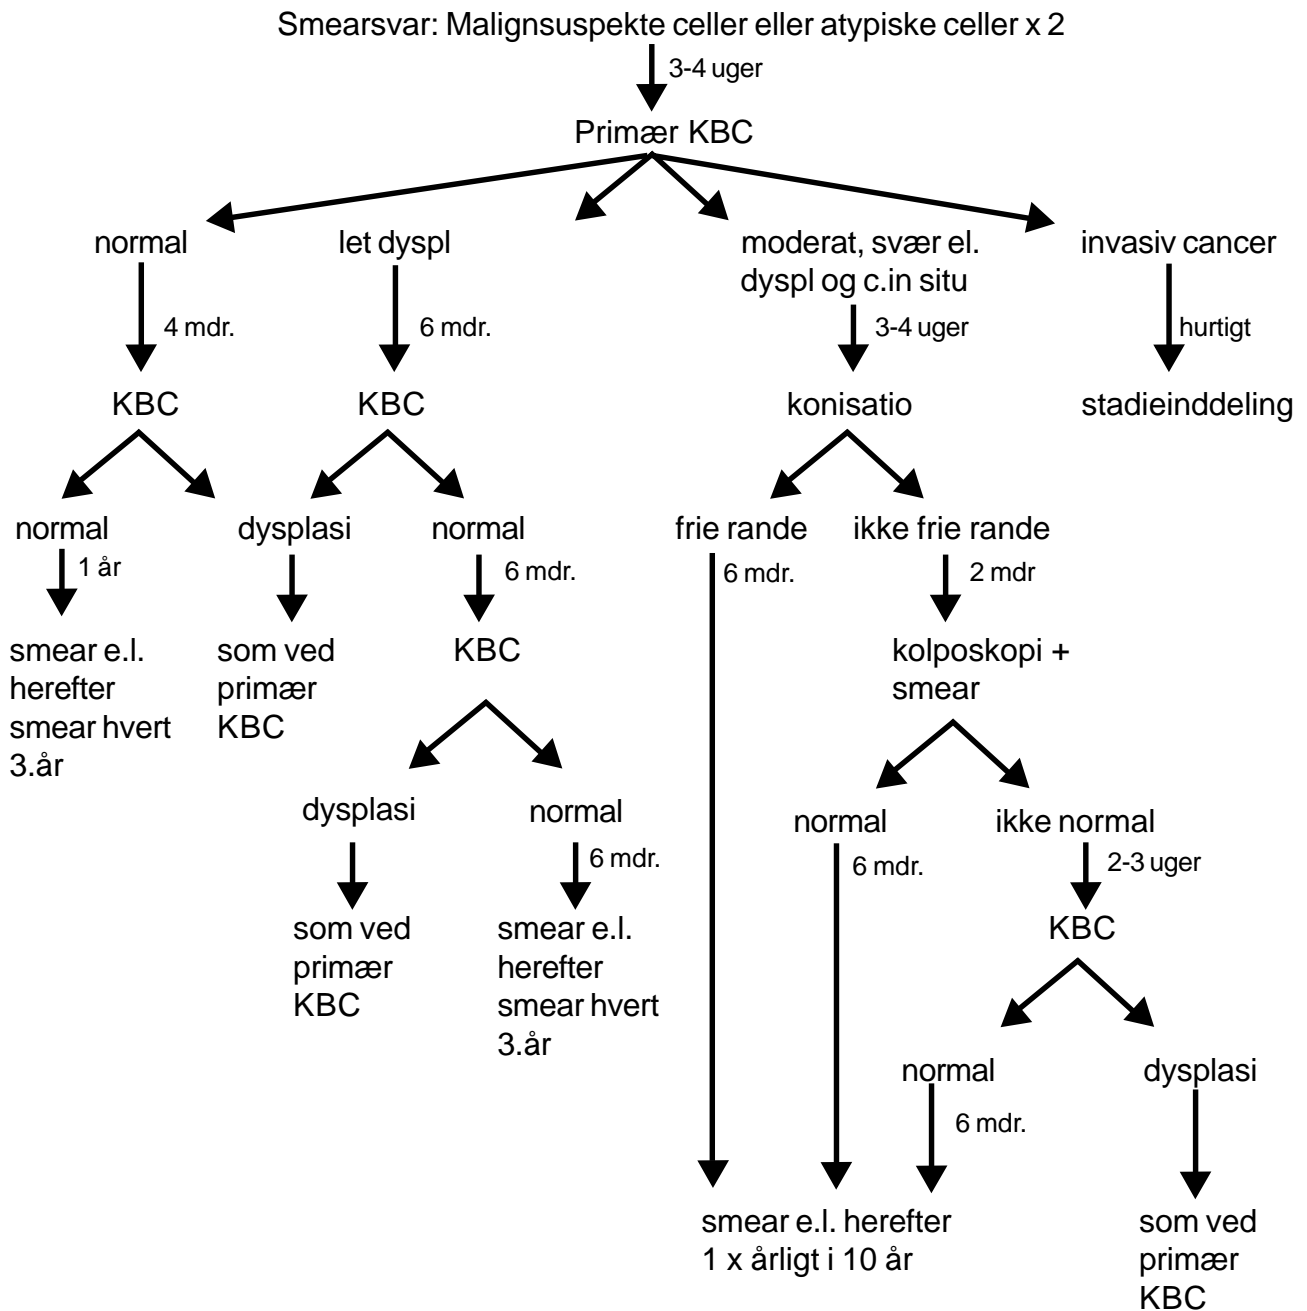 Smearsvar: Malignsuspekte celler eller atypiske celler x 2
3-4 uger
Primær KBC
normal
let dyspl
moderat, svær el.
dyspl og c.in situ
invasiv cancer
4 mdr.
6 mdr.
3-4 uger
hurtigt
KBC
KBC
konisatio
stadieinddeling
normal
dysplasi
normal
frie rande
ikke frie rande
1 år
6 mdr.
6 mdr.
2 mdr
smear e.l.
herefter
smear hvert
3.år
som ved
primær
KBC
KBC
kolposkopi +
smear
dysplasi
normal
normal
ikke normal
6 mdr.
6 mdr.
2-3 uger
som ved
primær
KBC
smear e.l.
herefter
smear hvert
3.år
KBC
normal
dysplasi
6 mdr.
smear e.l. herefter
1 x årligt i 10 år
som ved
primær
KBC